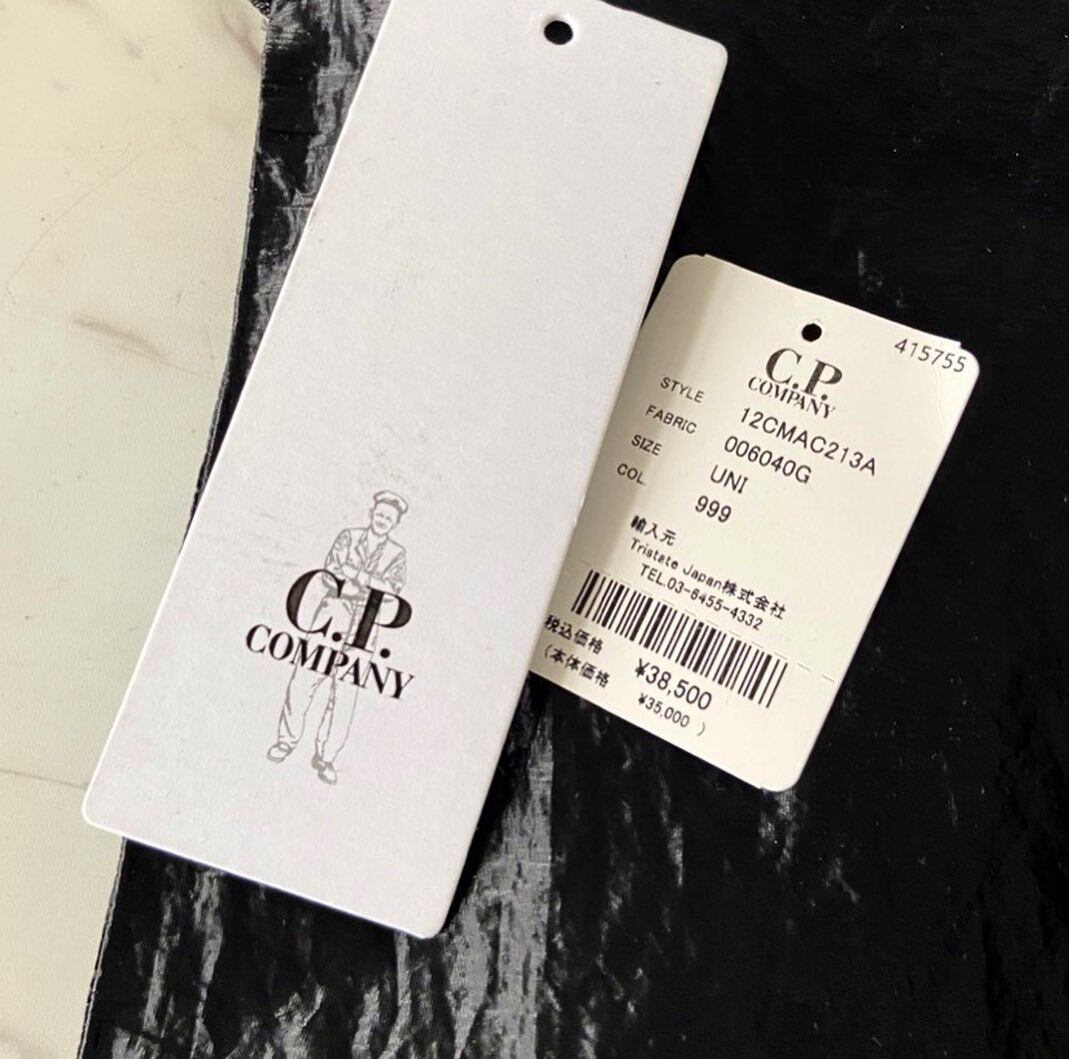 C.P.
COMPANY
415755
C.P.
COMPANY
STYLE 12CMAC213A
FABRIC 006040G
SIZE UNI
COL. 999
輸入元
Tristate Japan株式会社
TEL.03-6455-4332
税込価格 ¥38,500
(本体価格 ¥35,000 )